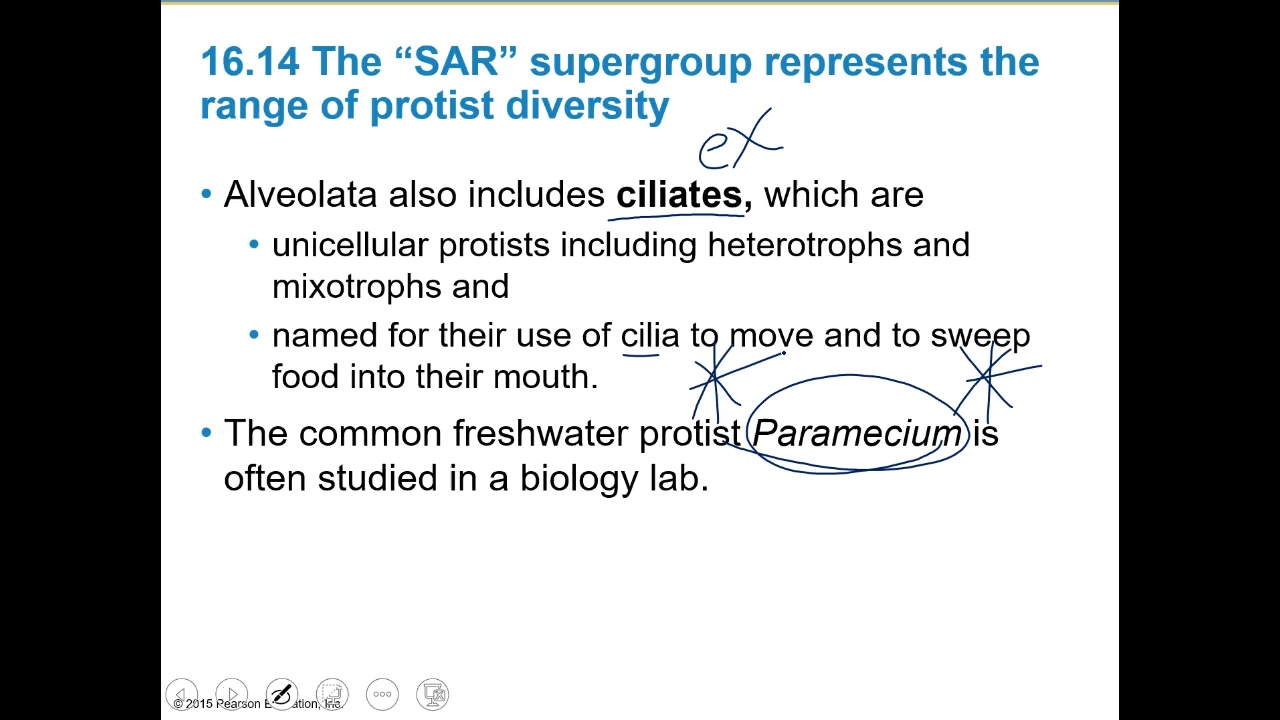 16.14 The “SAR” supergroup represents the
range of protist diversity
ex
• Alveolata also includes ciliates, which are
• unicellular protists including heterotrophs and
mixotrophs and
• named for their use of cilia to move and to sweep
food into their mouth.
• The common freshwater protist Paramecium is
often studied in a biology lab.
© 2015 Pearson Inc.